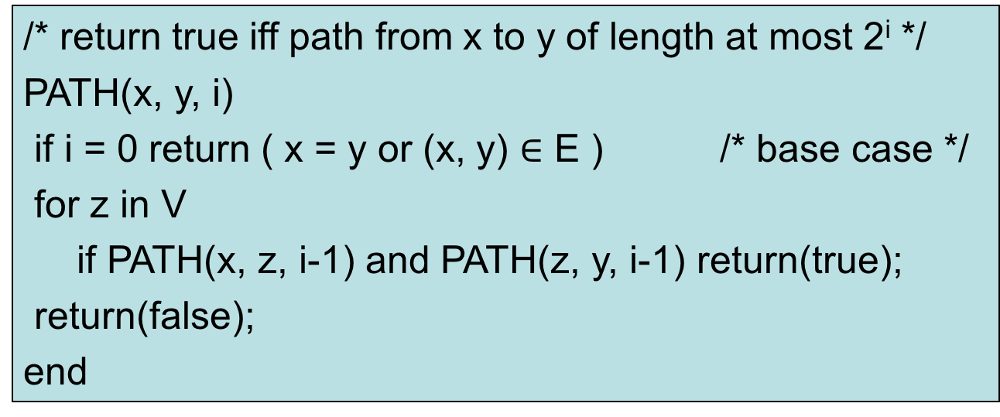 /* return true iff path from x to y of length at most 2ⁱ */
PATH(x, y, i)
if i = 0 return ( x = y or (x, y) ∈ E ) /* base case */
for z in V
if PATH(x, z, i-1) and PATH(z, y, i-1) return(true);
return(false);
end